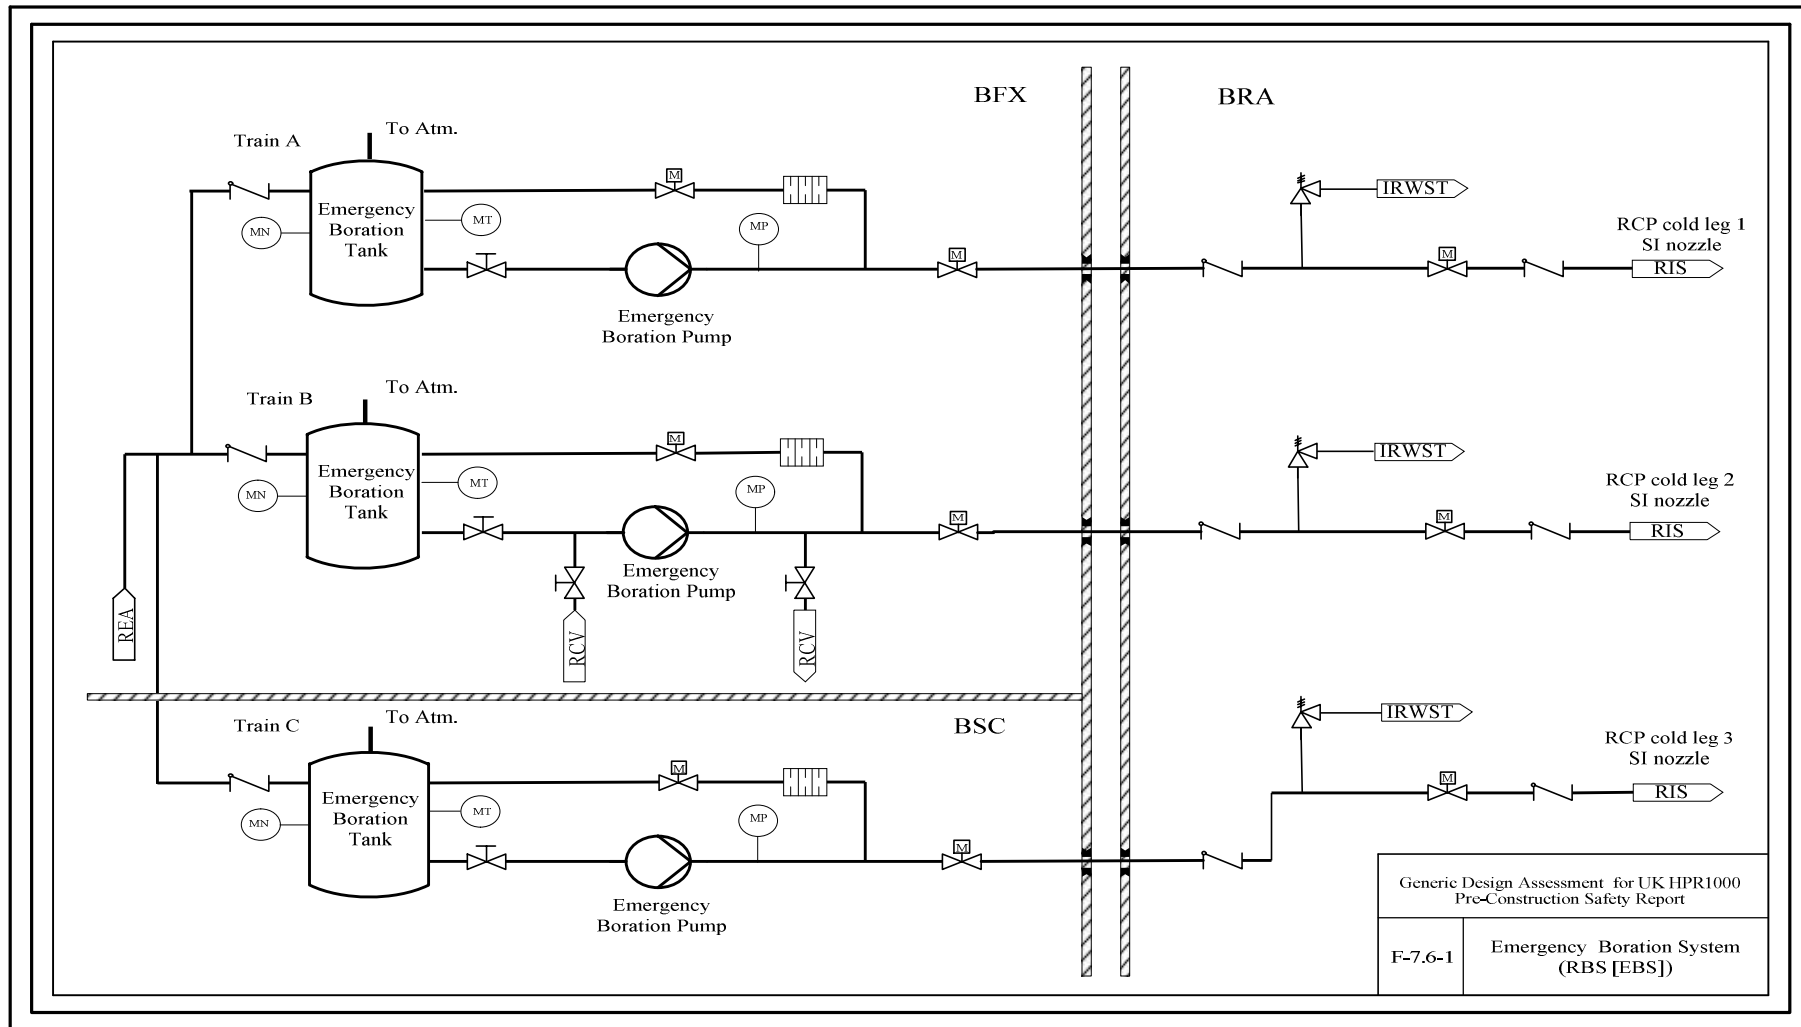 BFX
BRA
To Atm.
Train A
M
IRWST
Emergency
Boration
Tank
MN
MT
MP
M
M
RCP cold leg 1
SI nozzle
RIS
Emergency
Boration Pump
To Atm.
Train B
M
IRWST
Emergency
Boration
Tank
MN
MT
MP
M
M
RCP cold leg 2
SI nozzle
RIS
Emergency
Boration Pump
REA
RCV
RCV
To Atm.
Train C
BSC
M
IRWST
Emergency
Boration
Tank
MN
MT
MP
M
M
RCP cold leg 3
SI nozzle
RIS
Emergency
Boration Pump
Generic Design Assessment for UK HPR1000
Pre-Construction Safety Report
F-7.6-1
Emergency Boration System
(RBS [EBS])